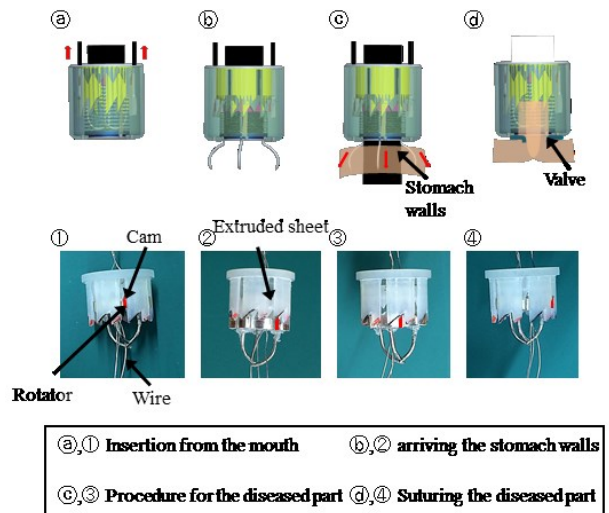 ⓐ ⓑ ⓒ ⓓ
Stomach
walls
Valve
① Cam ② Extruded sheet ③ ④
Rotator
Wire
ⓐ,① Insertion from the mouth ⓑ,② arriving the stomach walls
ⓒ,③ Procedure for the diseased part ⓓ,④ Suturing the diseased part